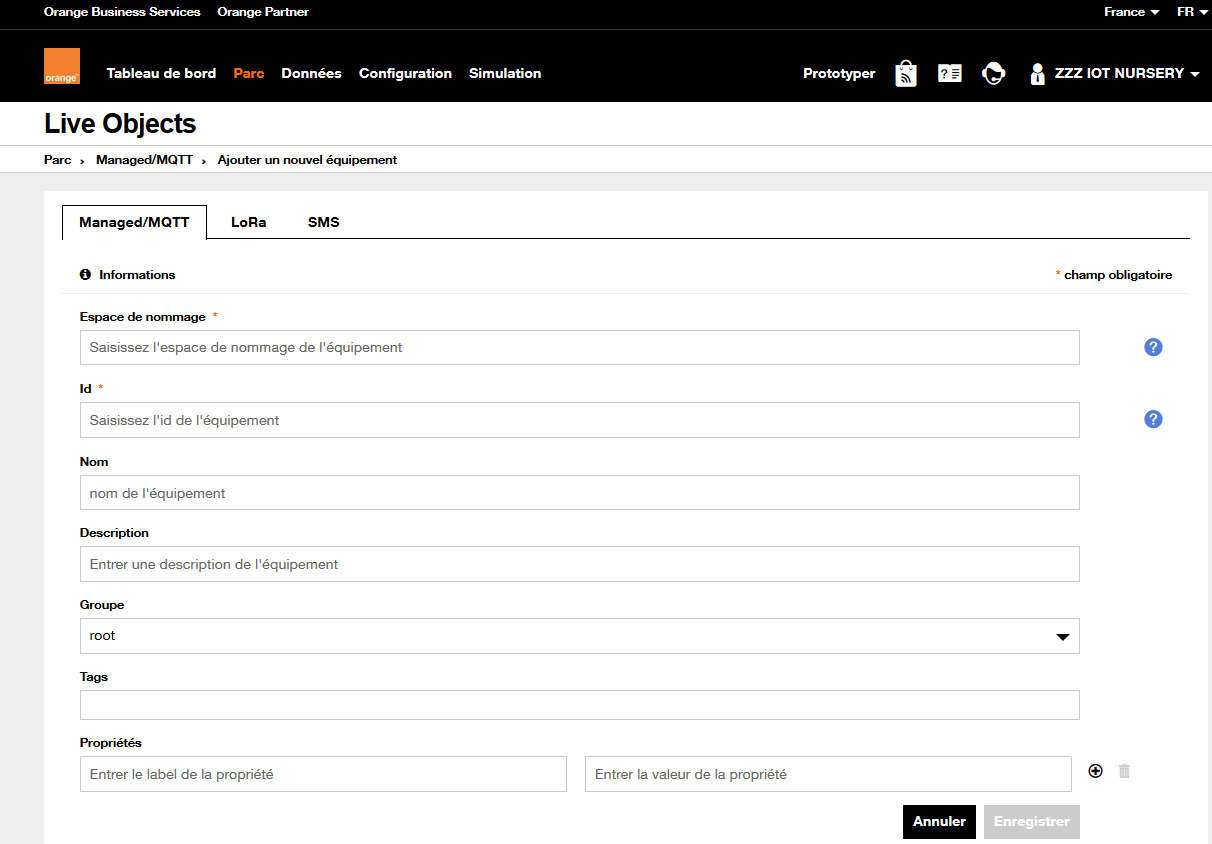 Orange Business Services Orange Partner France FR
orange™ Tableau de bord Parc Données Configuration Simulation Prototyper ZZZ IOT NURSERY
Live Objects
Parc › Managed/MQTT › Ajouter un nouvel équipement
Managed/MQTT LoRa SMS
Informations * champ obligatoire
Espace de nommage *
Saisissez l'espace de nommage de l'équipement ?
Id *
Saisissez l'id de l'équipement ?
Nom
nom de l'équipement
Description
Entrer une description de l'équipement
Groupe
root
Tags
Propriétés
Entrer le label de la propriété Entrer la valeur de la propriété
Annuler Enregistrer